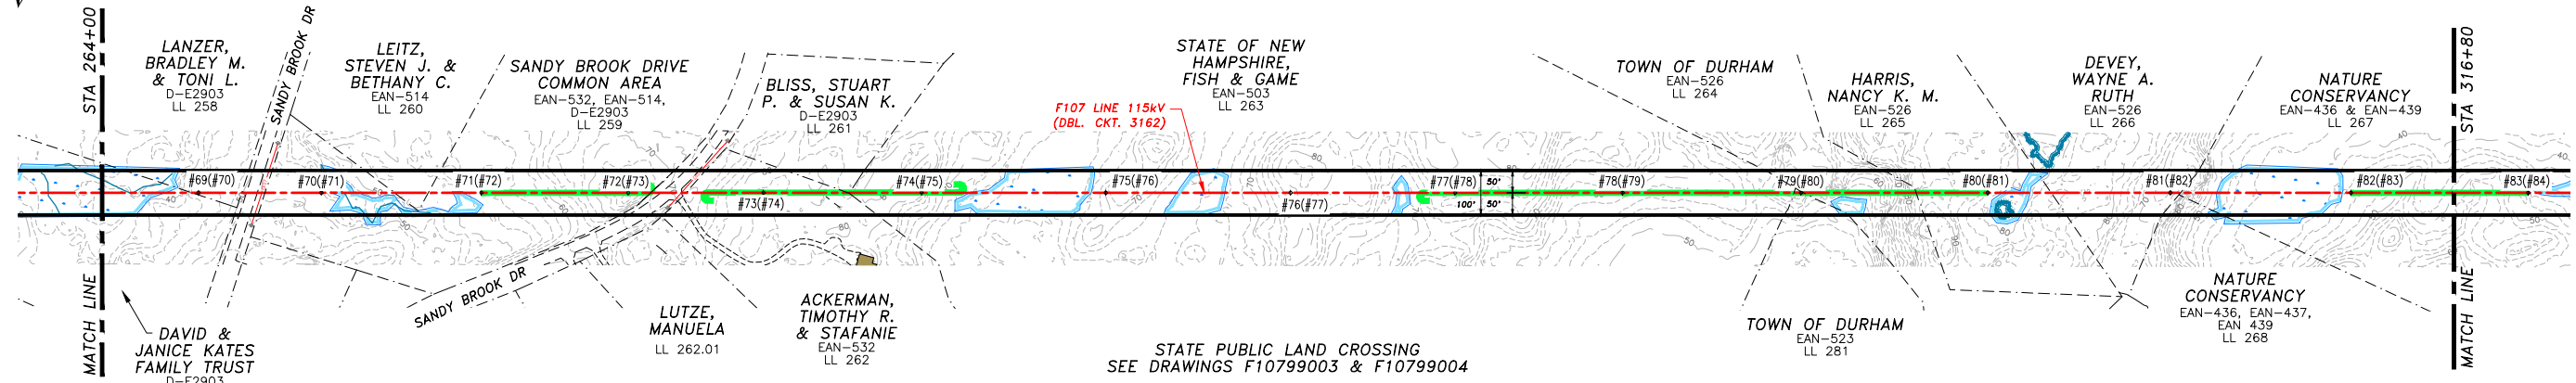 STA 264+00
MATCH LINE
LANZER,
BRADLEY M.
& TONI L.
D-E2903
LL 258
SANDY BROOK DR
LEITZ,
STEVEN J. &
BETHANY C.
EAN-514
LL 260
SANDY BROOK DRIVE
COMMON AREA
EAN-532, EAN-514,
D-E2903
LL 259
BLISS, STUART
P. & SUSAN K.
D-E2903
LL 261
STATE OF NEW
HAMPSHIRE,
FISH & GAME
EAN-503
LL 263
F107 LINE 115kV
(DBL. CKT. 3162)
TOWN OF DURHAM
EAN-526
LL 264
HARRIS,
NANCY K. M.
EAN-526
LL 265
DEVEY,
WAYNE A.
RUTH
EAN-526
LL 266
NATURE
CONSERVANCY
EAN-436 & EAN-439
LL 267
STA 316+80
MATCH LINE
#69(#70)
#70(#71)
#71(#72)
#72(#73)
#73(#74)
#74(#75)
#75(#76)
#76(#77)
#77(#78)
50'
100'
50'
#78(#79)
#79(#80)
#80(#81)
#81(#82)
#82(#83)
#83(#84)
DAVID &
JANICE KATES
FAMILY TRUST
D-E2903
SANDY BROOK DR
LUTZE,
MANUELA
LL 262.01
ACKERMAN,
TIMOTHY R.
& STAFANIE
EAN-532
LL 262
STATE PUBLIC LAND CROSSING
SEE DRAWINGS F10799003 & F10799004
TOWN OF DURHAM
EAN-523
LL 281
NATURE
CONSERVANCY
EAN-436, EAN-437,
EAN 439
LL 268